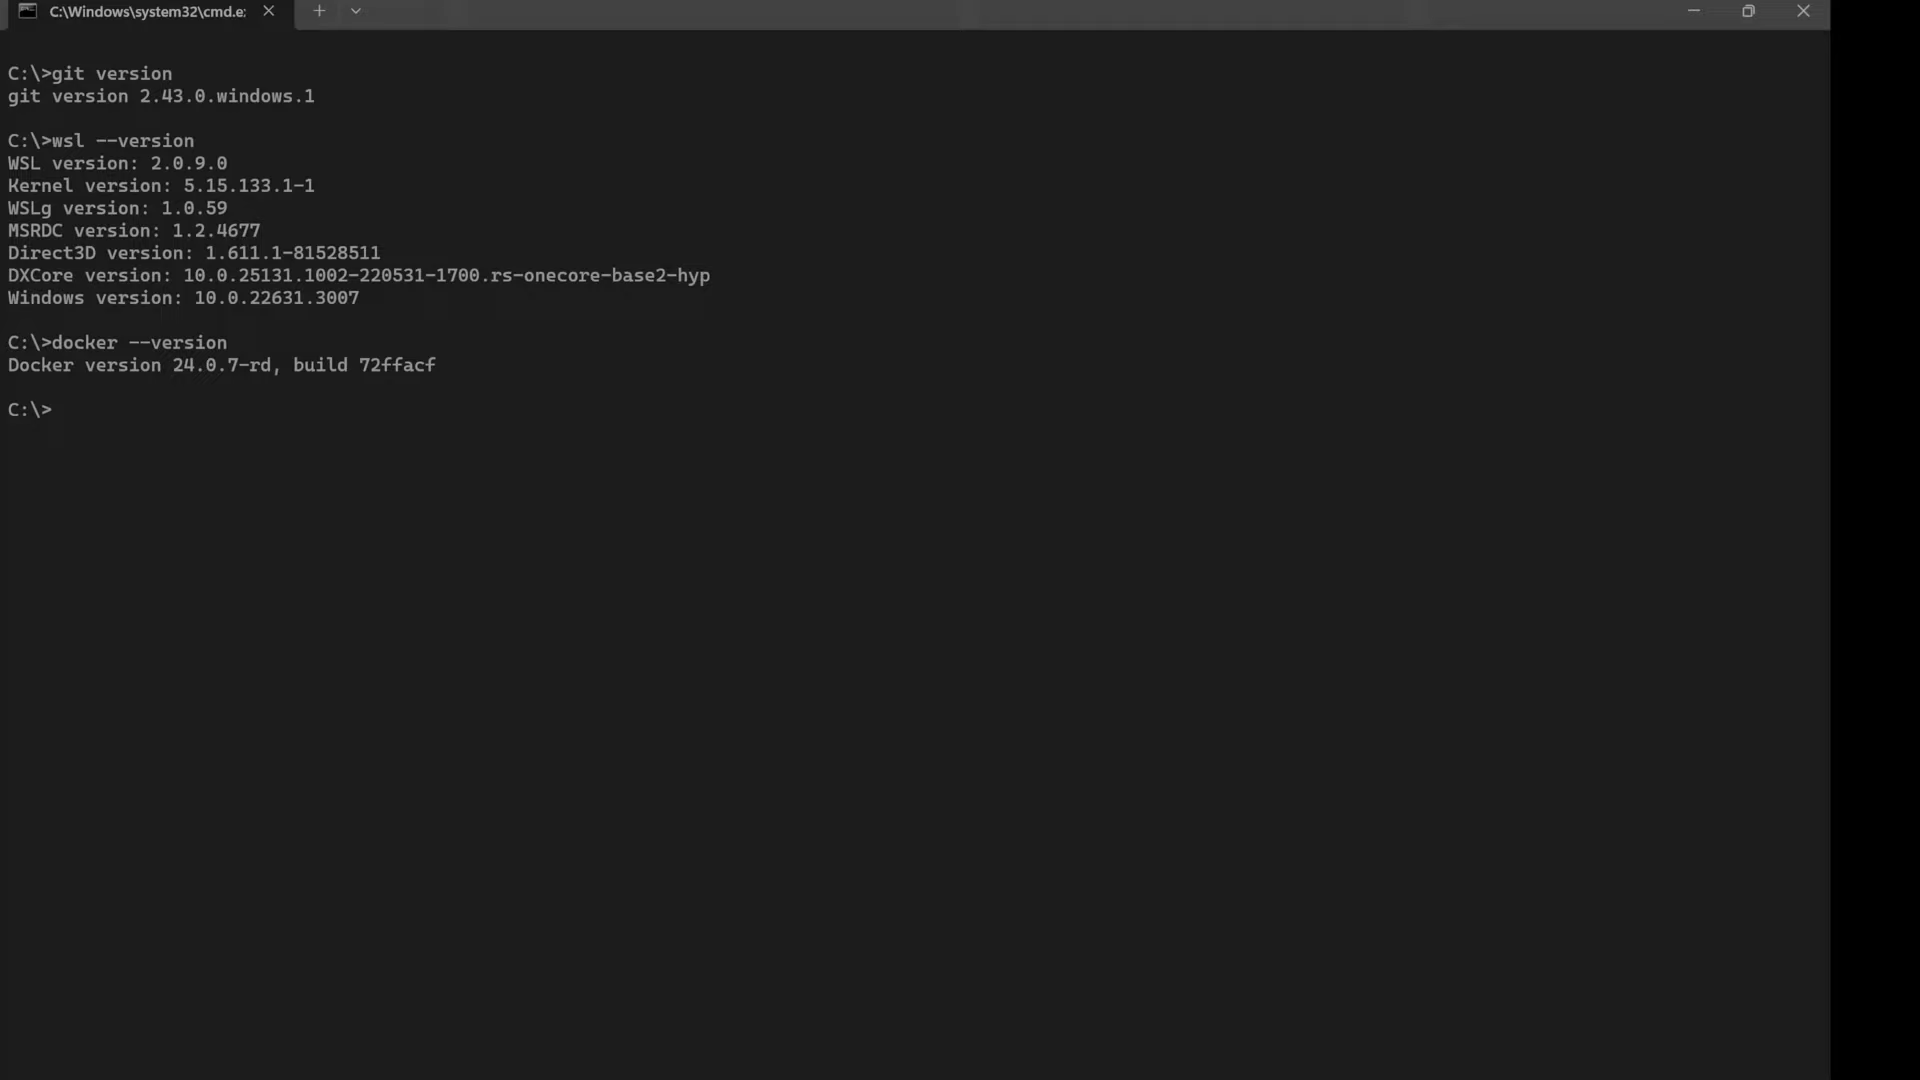 C:\Windows\system32\cmd.e:
C:\>git version
git version 2.43.0.windows.1
C:\>wsl --version
WSL version: 2.0.9.0
Kernel version: 5.15.133.1-1
WSLg version: 1.0.59
MSRDC version: 1.2.4677
Direct3D version: 1.611.1-81528511
DXCore version: 10.0.25131.1002-220531-1700.rs-onecore-base2-hyp
Windows version: 10.0.22631.3007
C:\>docker --version
Docker version 24.0.7-rd, build 72ffacf
C:\>